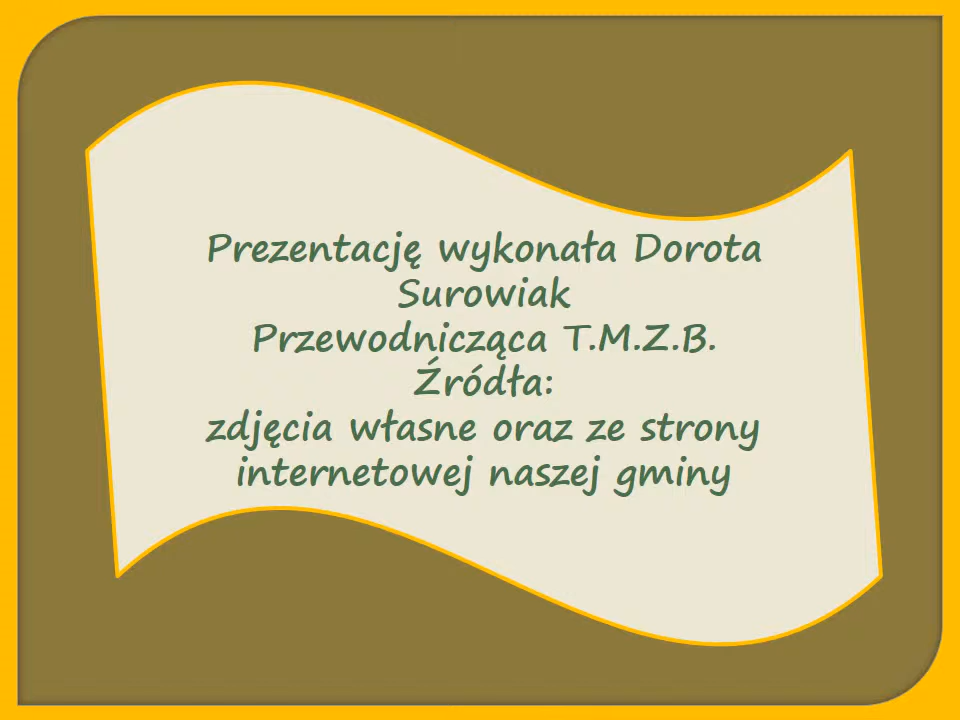 Prezentację wykonała Dorota
Surowiak
Przewodnicząca T.M.Z.B.
Źródła:
zdjęcia własne oraz ze strony
internetowej naszej gminy